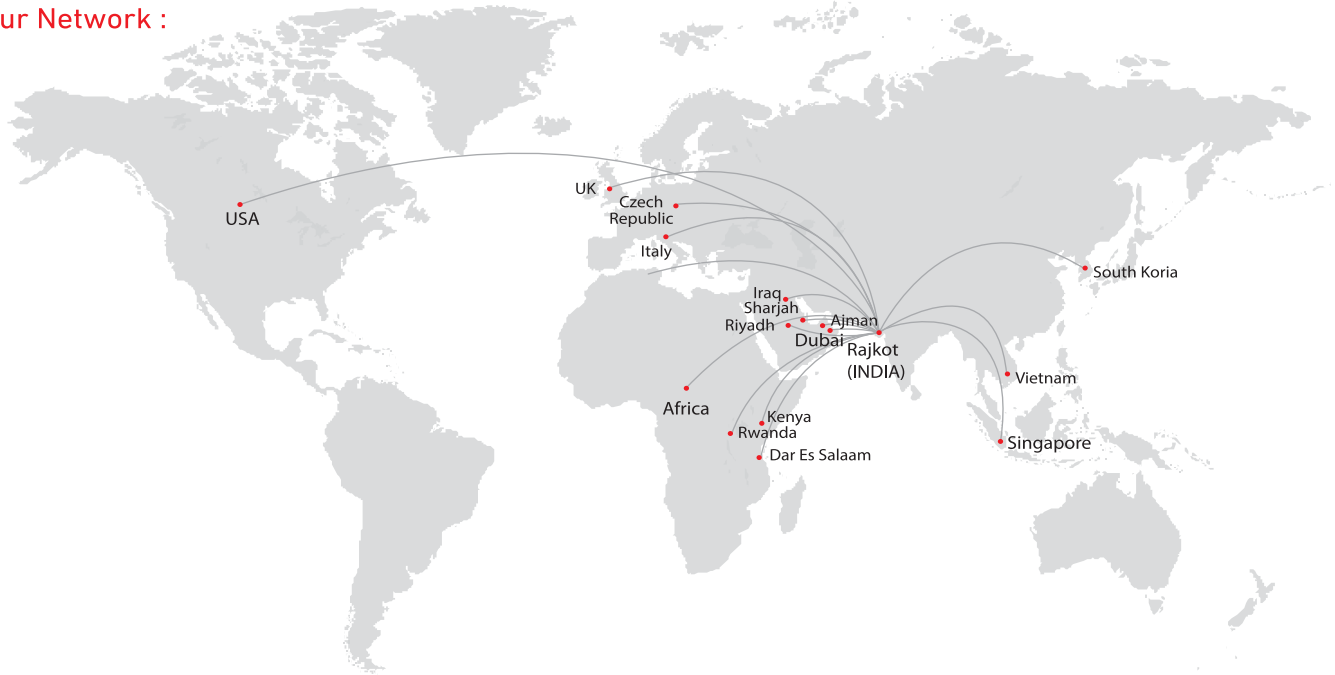 ur Network :
USA
UK
Czech
Republic
Italy
South Koria
Iraq
Sharjah
Riyadh
Ajman
Dubai
Rajkot
(INDIA)
Vietnam
Africa
Kenya
Rwanda
Singapore
Dar Es Salaam